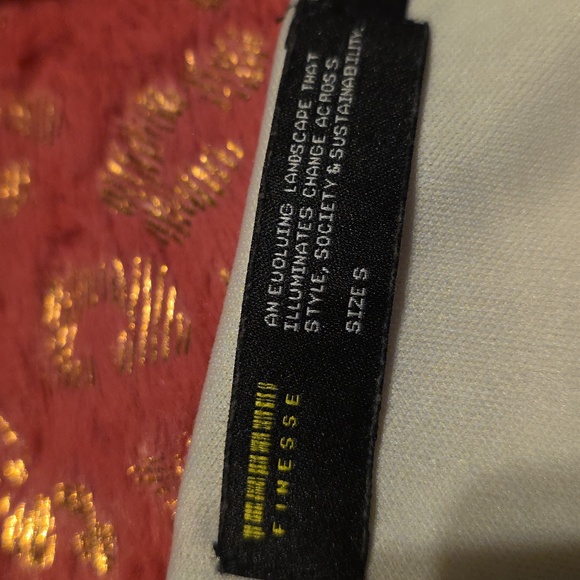 AN EVOLVING LANDSCAPE THAT
ILLUMINATES CHANGE ACROSS
STYLE, SOCIETY & SUSTAINABILITY.
SIZE S
FINESSE